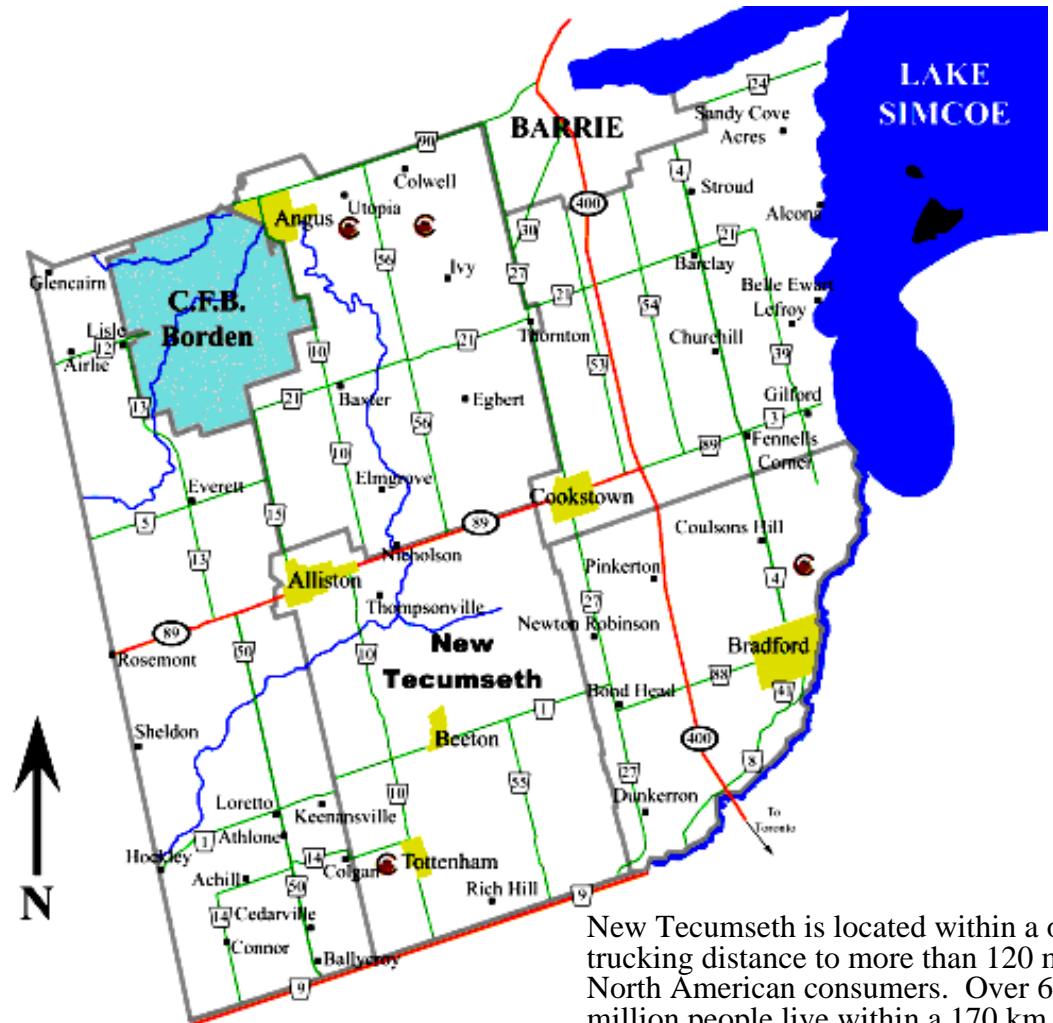 LAKE
SIMCOE
24
Sandy Cove
Acres
BARRIE
90
Colwell
4
Stroud
Utopia
Angus
400
Alcona
30
21
56
Ivy
Barclay
27
Glencairn
C.F.B.
Borden
21
54
Belle Ewart
Lefroy
Lisle
12
Airlie
Thornton
Churchill
10
21
53
39
Baxter
21
Egbert
Gilford
13
56
3
89
Fennells
Corner
10
Elmgrove
Everett
Cookstown
15
5
89
Coulsons Hill
Nicholson
13
Pinkerton
4
Alliston
Thompsonville
27
89
Newton Robinson
New
Tecumseth
Bradford
Rosemont
50
10
88
Bond Head
41
1
Sheldon
Beeton
400
8
27
55
10
Loretto
Keenansville
Dunkerron
To
Toronto
1
Athlone
Hockley
14
Colgan
Tottenham
Achill
50
Rich Hill
9
N
14
Cedarville
Connor
Ballycroy
9
New Tecumseth is located within a
trucking distance to more than 120
North American consumers. Over 6
million people live within a 170 km